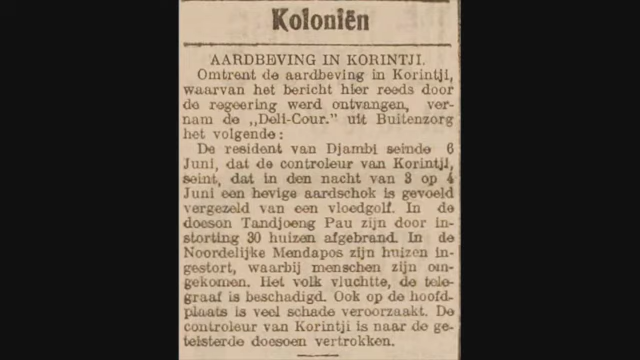 Koloniën
AARDBEVING IN KORINTJI.
Omtrent de aardbeving in Korintji,
waarvan het bericht hier reeds door
de regeering werd ontvangen, ver-
nam de „Deli-Cour." uit Buitenzorg
het volgende:
De resident van Djambi seinde 6
Juni, dat de controleur van Korintji,
seint, dat in den nacht van 3 op 4
Juni een hevige aardschok is gevoeld
vergezeld van een vloedgolf. In de
doeson Tandjoeng Pau zijn door in-
storting 30 huizen afgebrand. In de
Noordelijke Mendapos zijn huizen in-
gestort, waarbij menschen zijn om-
gekomen. Het volk vluchtte, de tele-
graaf is beschadigd. Ook op de hoofd-
plaats is veel schade veroorzaakt. De
controleur van Korintji is naar de ge-
teisterde doesoen vertrokken.